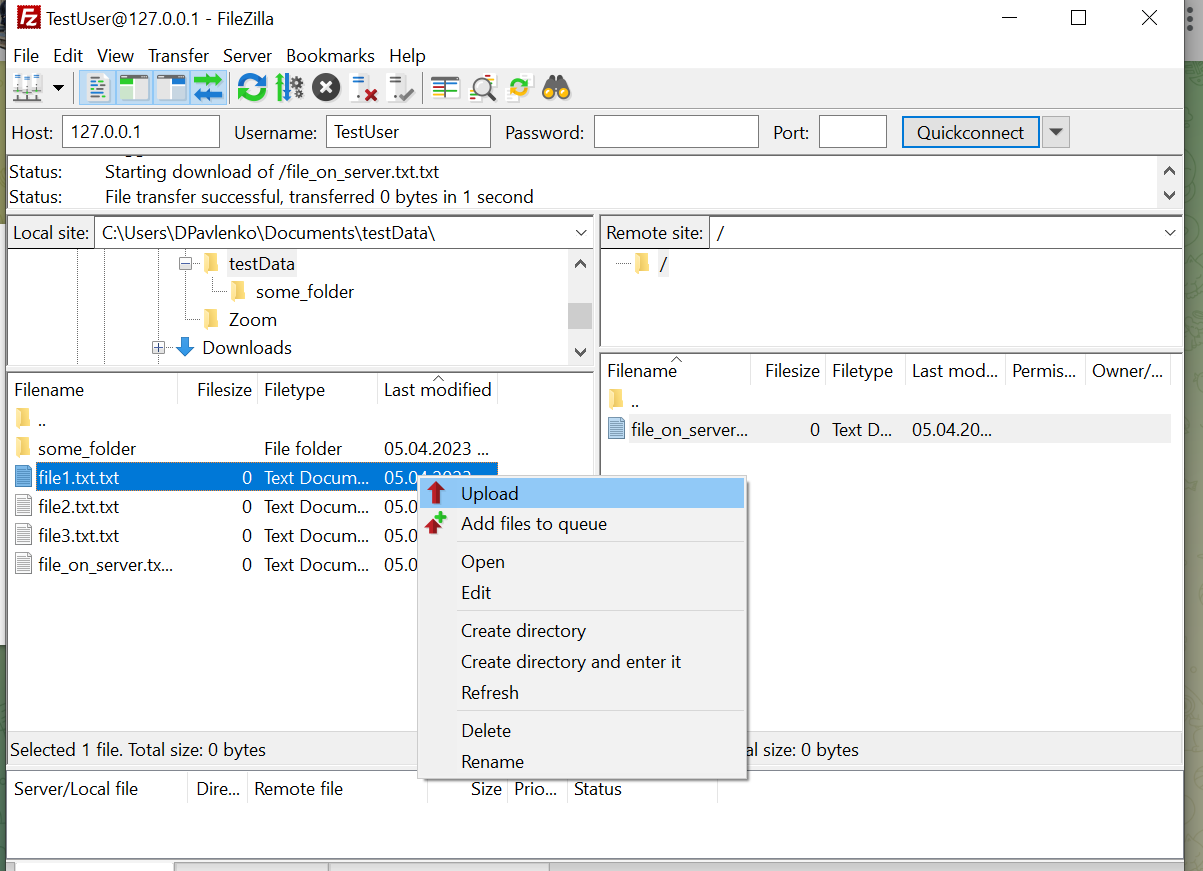 TestUser@127.0.0.1 - FileZilla
File Edit View Transfer Server Bookmarks Help
Host: 127.0.0.1 Username: TestUser Password: Port: Quickconnect
Status: Starting download of /file_on_server.txt.txt
Status: File transfer successful, transferred 0 bytes in 1 second
Local site: C:\Users\DPavlenko\Documents\testData\
testData
some_folder
Zoom
Downloads
Filename Filesize Filetype Last modified
..
some_folder File folder 05.04.2023 ...
file1.txt.txt 0 Text Docum... 05.04.2023
file2.txt.txt 0 Text Docum... 05.0
file3.txt.txt 0 Text Docum... 05.0
file_on_server.tx... 0 Text Docum... 05.0
Selected 1 file. Total size: 0 bytes
Remote site: /
/
Filename Filesize Filetype Last mod... Permis... Owner/...
..
file_on_server... 0 Text D... 05.04.20...
size: 0 bytes
Upload
Add files to queue
Open
Edit
Create directory
Create directory and enter it
Refresh
Delete
Rename
Server/Local file Dire... Remote file Size Prio... Status